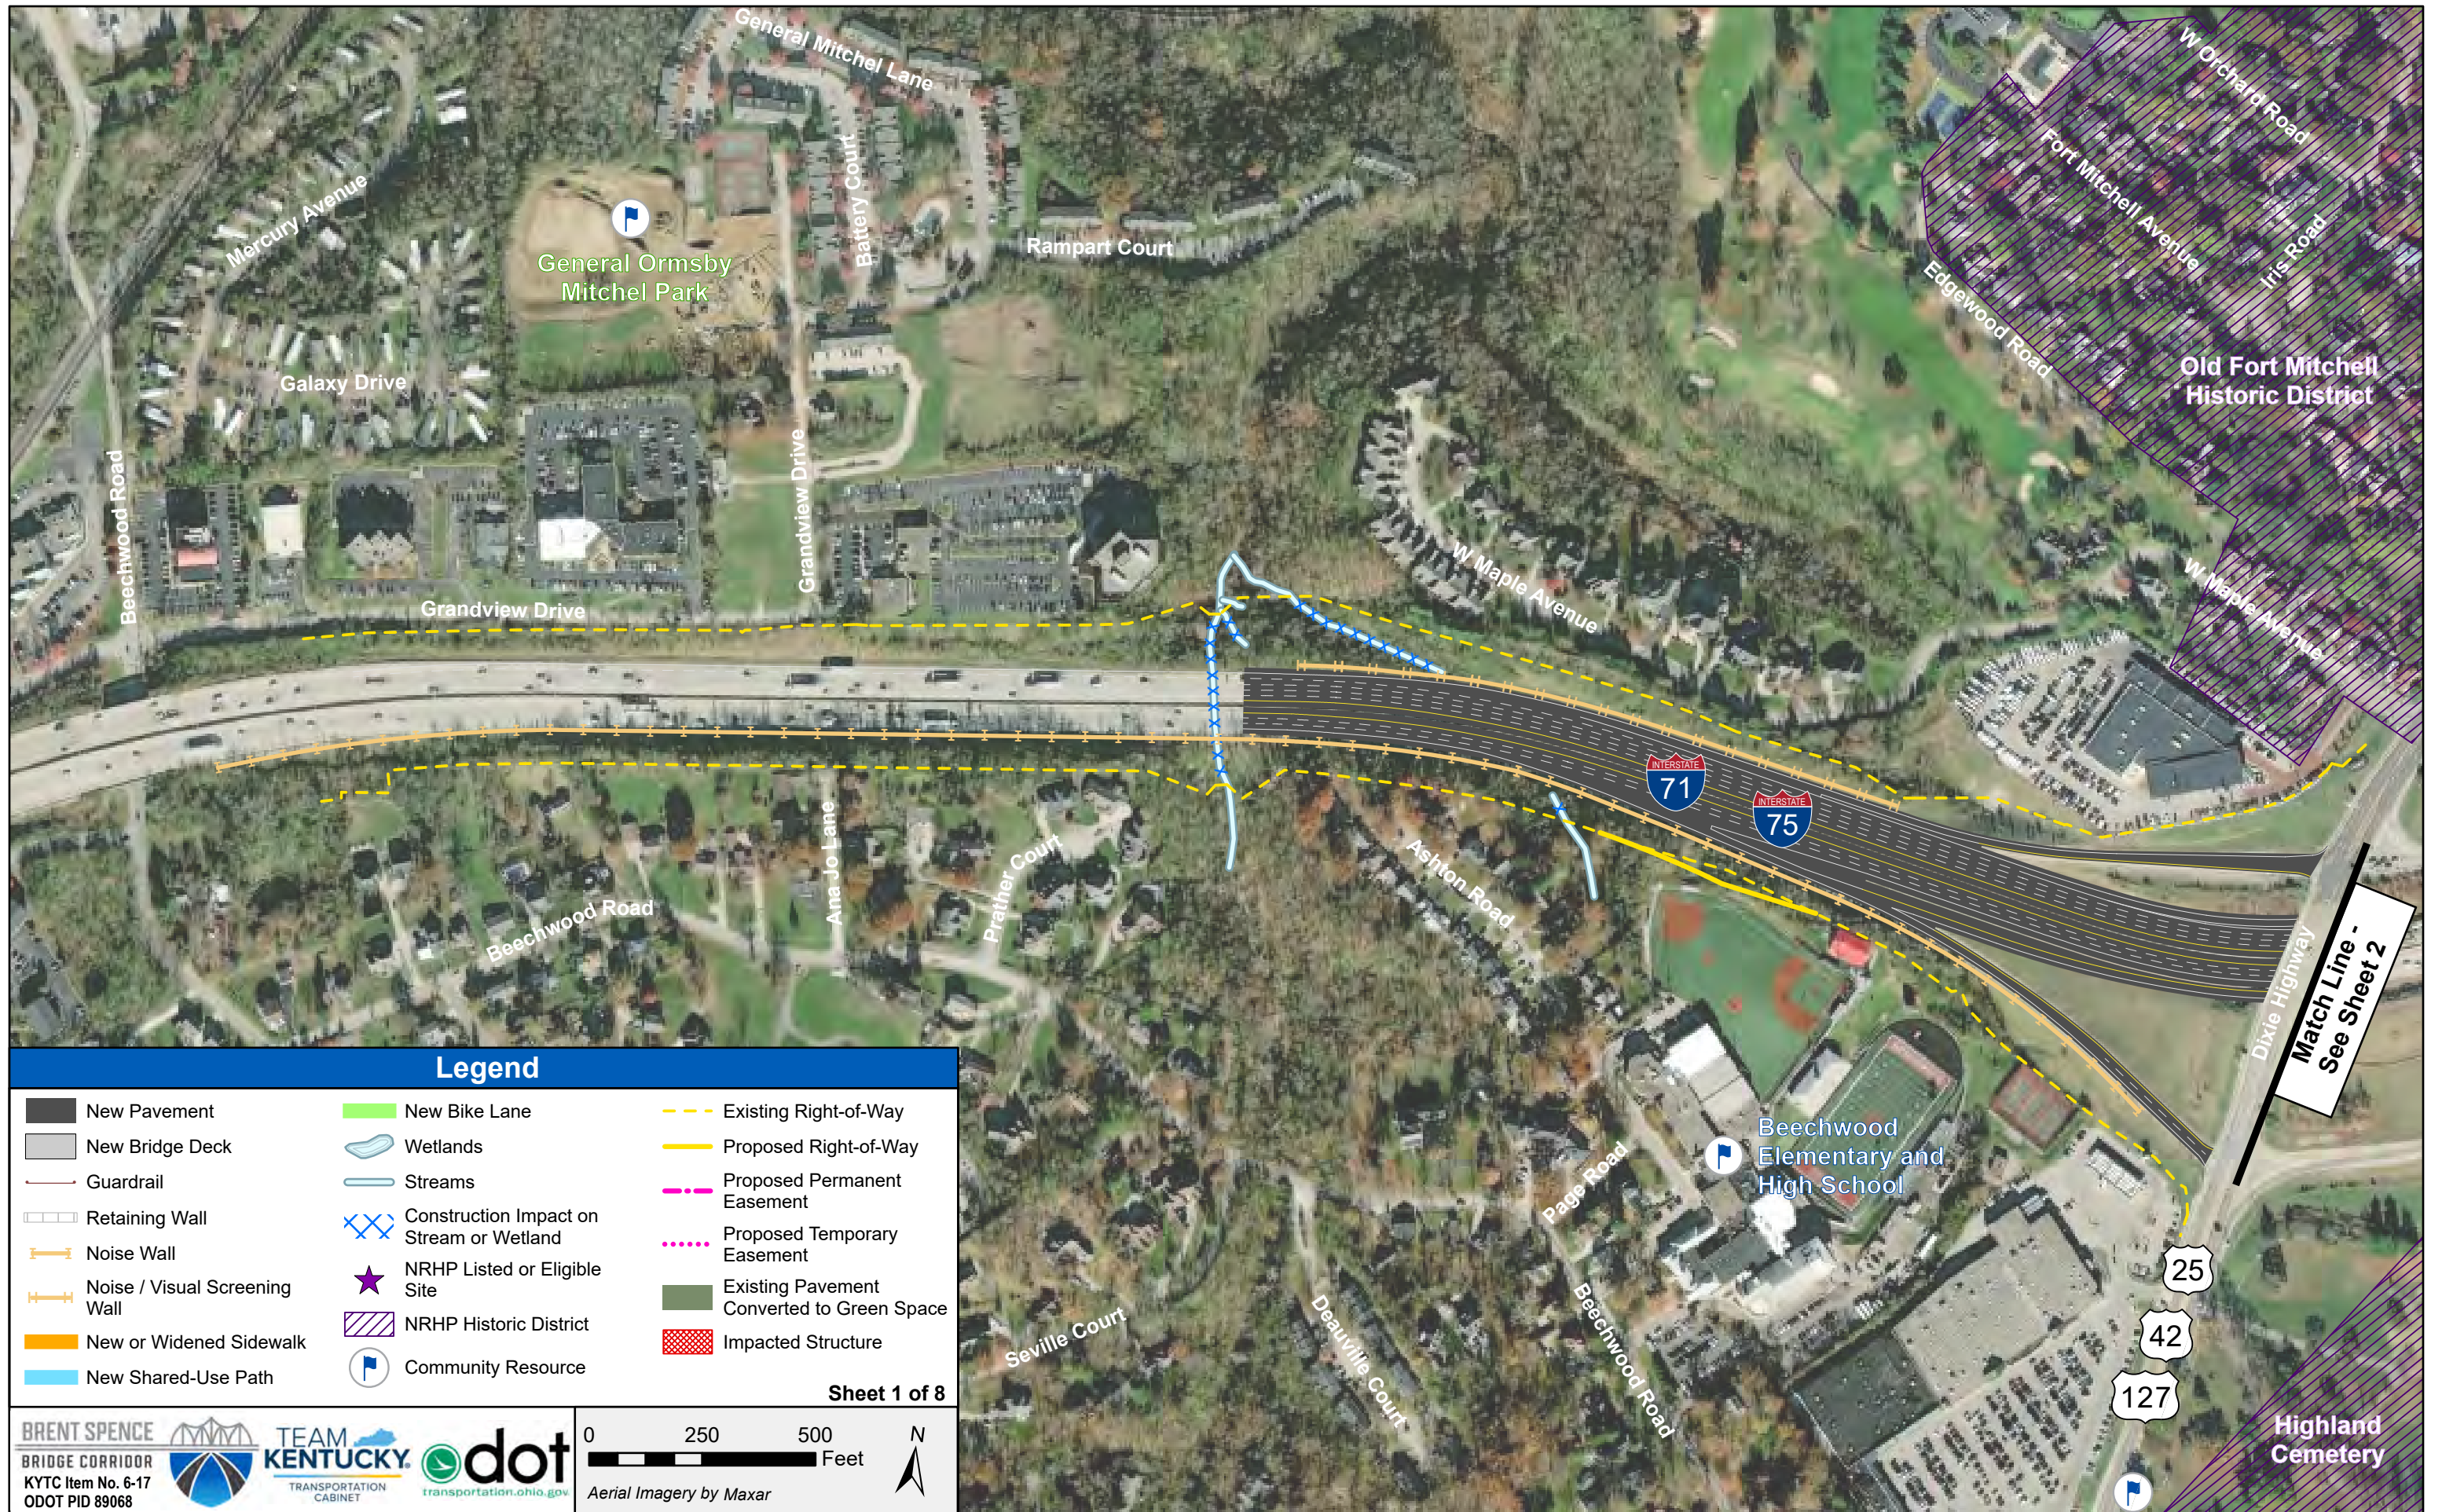 General Mitchel Lane
W Orchard Road
Mercury Avenue
Battery Court
Fort Mitchell Avenue
Iris Road
General Ormsby
Mitchel Park
Rampart Court
Edgewood Road
Galaxy Drive
Old Fort Mitchell
Historic District
Beechwood Road
Grandview Drive
Grandview Drive
W Maple Avenue
W Maple Avenue
INTERSTATE
71
INTERSTATE
75
Ana Jo Lane
Prather Court
Ashton Road
Beechwood Road
Dixie Highway
Match Line -
See Sheet 2
Beechwood
Elementary and
High School
Page Road
Beechwood Road
Seville Court
Deauville Court
25
42
127
Highland
Cemetery
Legend
New Pavement
New Bridge Deck
Guardrail
Retaining Wall
Noise Wall
Noise / Visual Screening
Wall
New or Widened Sidewalk
New Shared-Use Path
New Bike Lane
Wetlands
Streams
Construction Impact on
Stream or Wetland
NRHP Listed or Eligible
Site
NRHP Historic District
Community Resource
Existing Right-of-Way
Proposed Right-of-Way
Proposed Permanent
Easement
Proposed Temporary
Easement
Existing Pavement
Converted to Green Space
Impacted Structure
Sheet 1 of 8
BRENT SPENCE
BRIDGE CORRIDOR
KYTC Item No. 6-17
ODOT PID 89068
TEAM
KENTUCKY.
TRANSPORTATION
CABINET
odot
transportation.ohio.gov
0 250 500
Feet
N
Aerial Imagery by Maxar